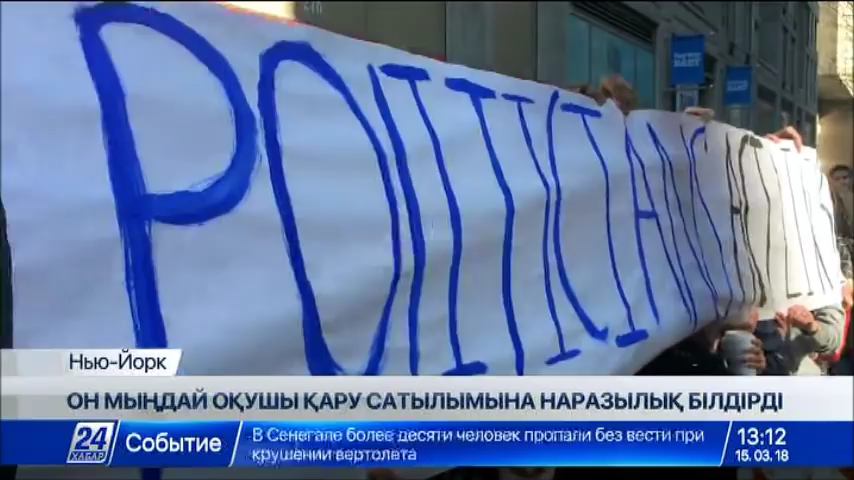 POLITICIANS
Нью-Йорк
ОН МЫҢДАЙ ОҚУШЫ ҚАРУ САТЫЛЫМЫНА НАРАЗЫЛЫҚ БІЛДІРДІ
24
ХАБАР
Событие
В Сенегале более десяти человек пропали без вести при
крушении вертолета
13:12
15.03.18